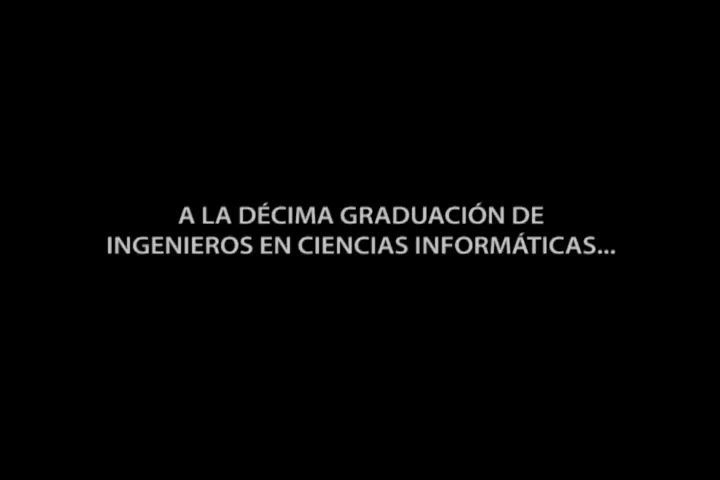 A LA DÉCIMA GRADUACIÓN DE
INGENIEROS EN CIENCIAS INFORMÁTICAS...